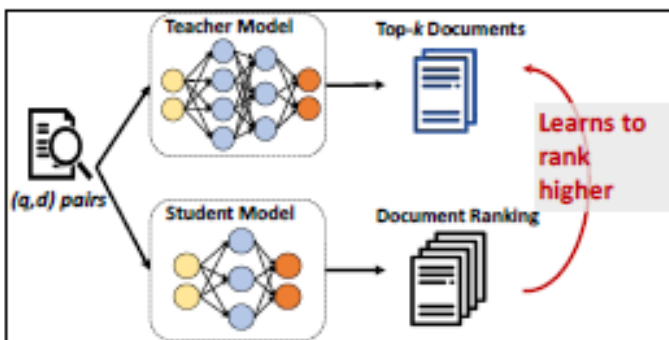 Teacher Model
Top-k Documents
(q,d) pairs
Learns to
rank
higher
Student Model
Document Ranking